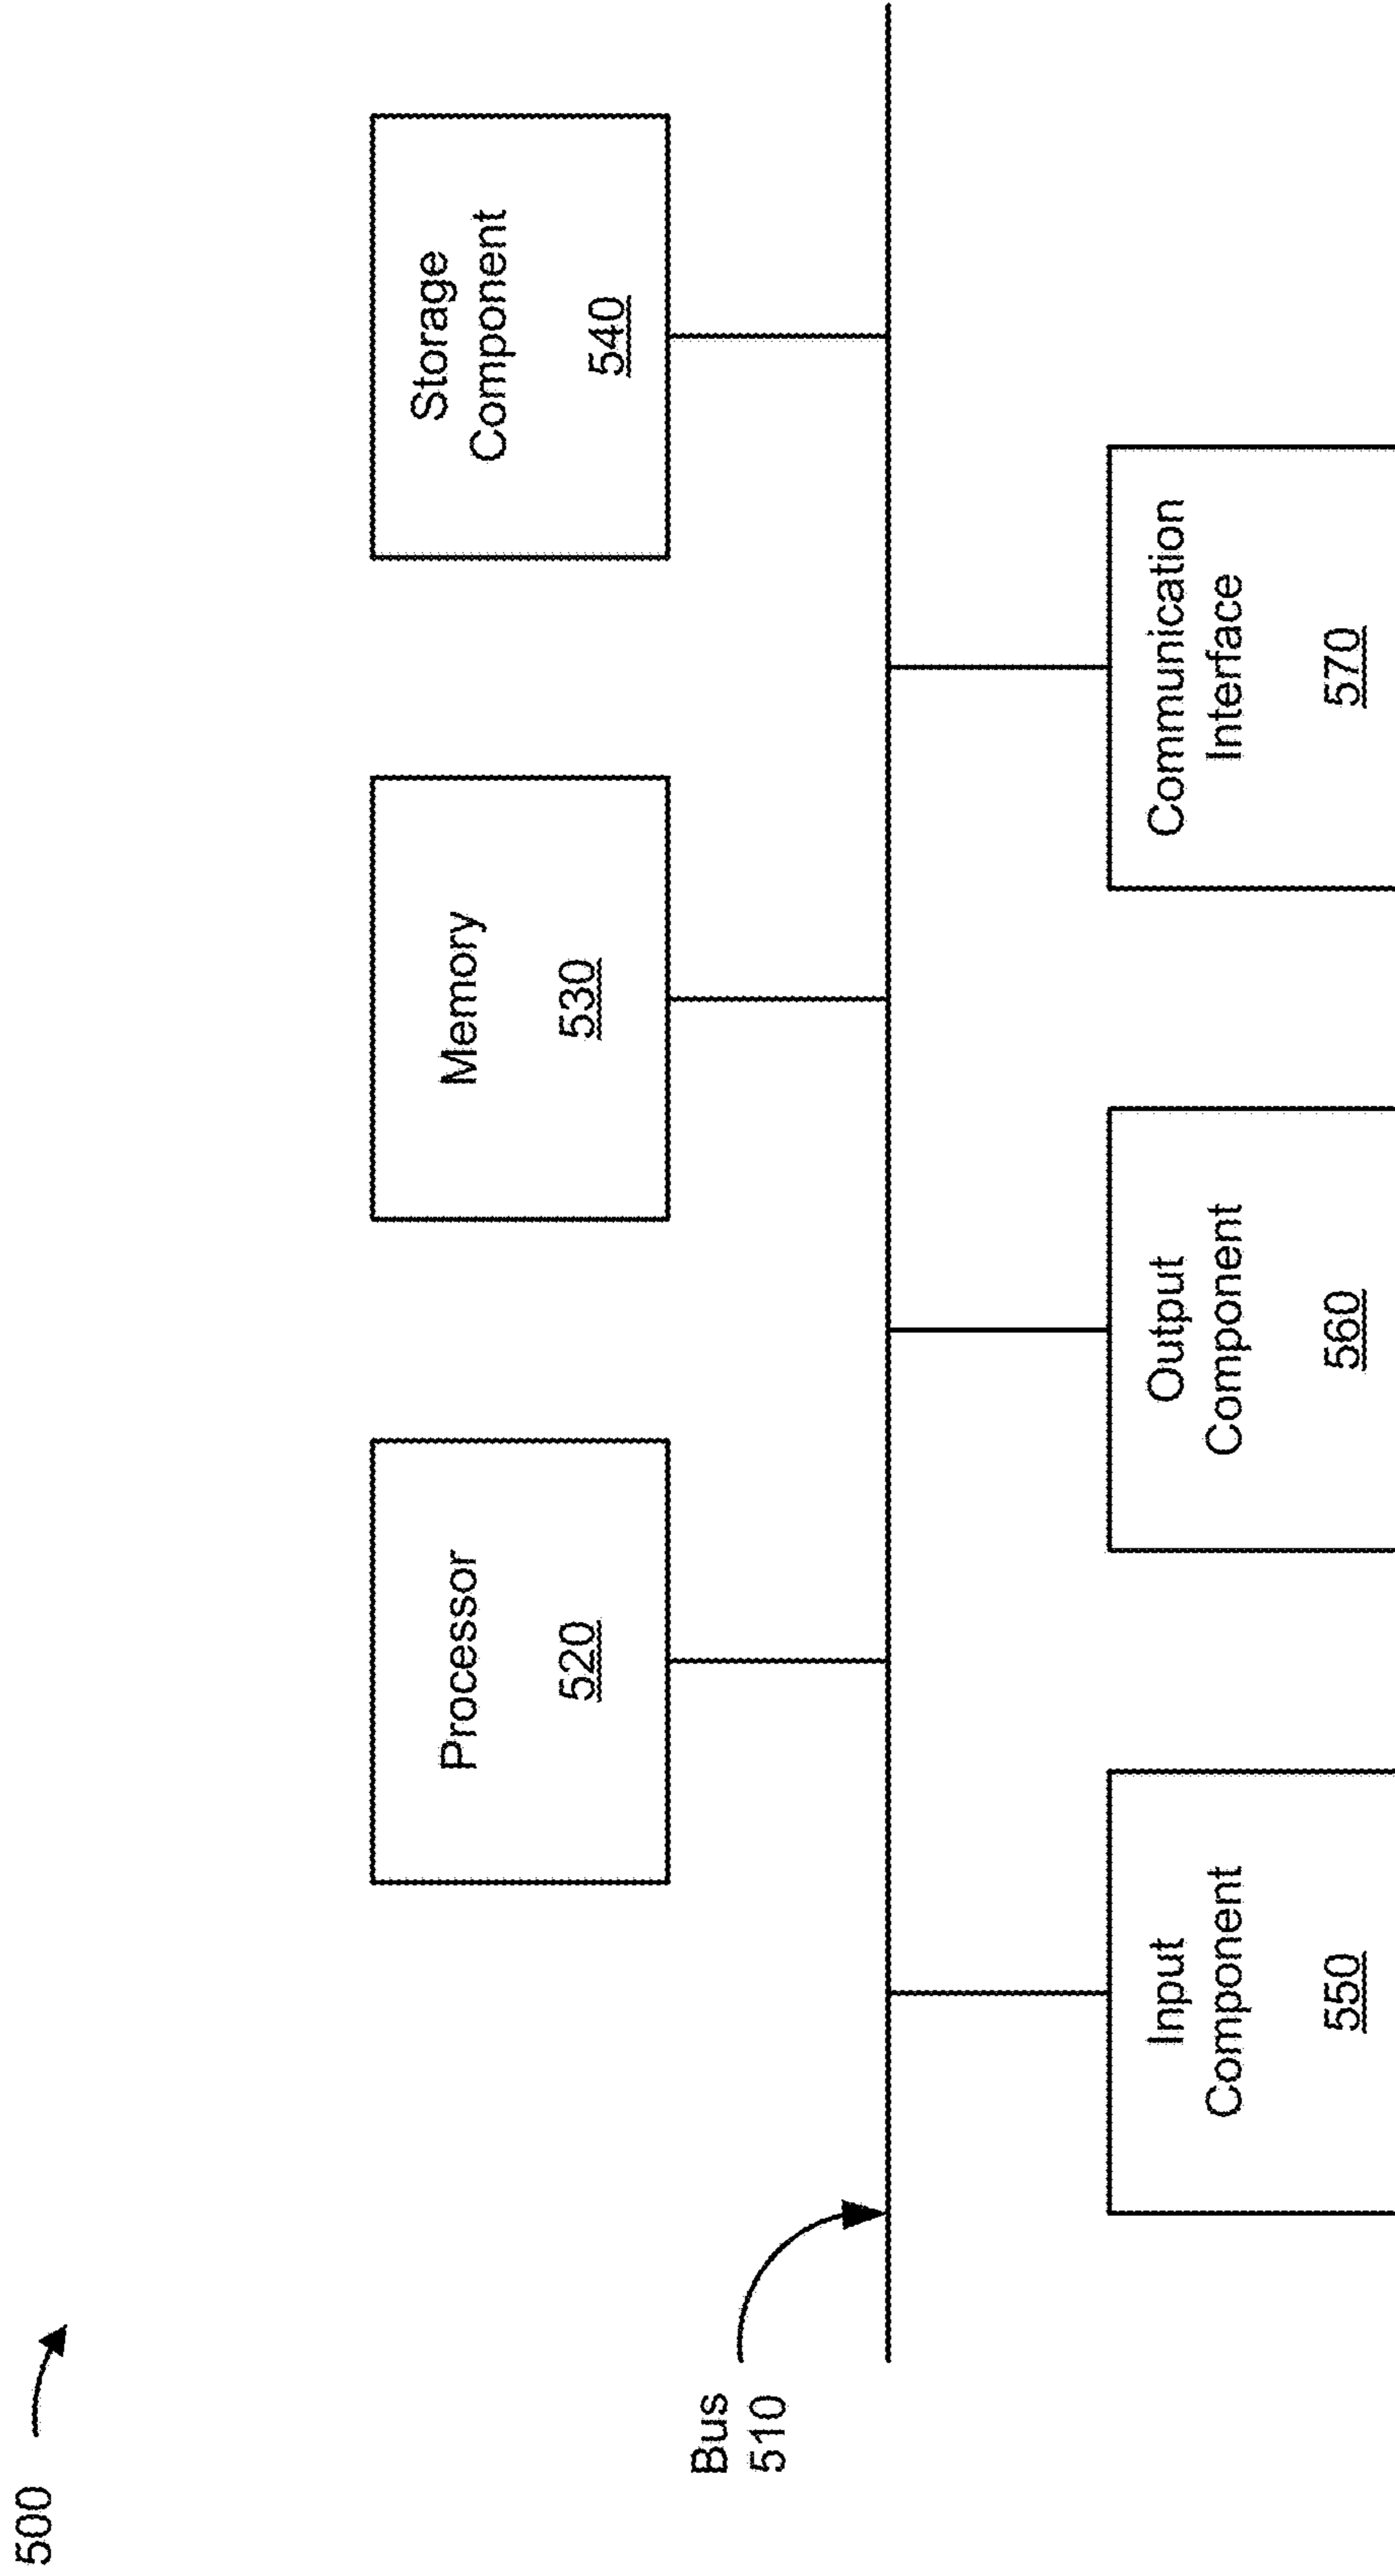 500
Processor
520
Memory
530
Storage
Component
540
Bus
510
Input
Component
550
Output
Component
560
Communication
Interface
570